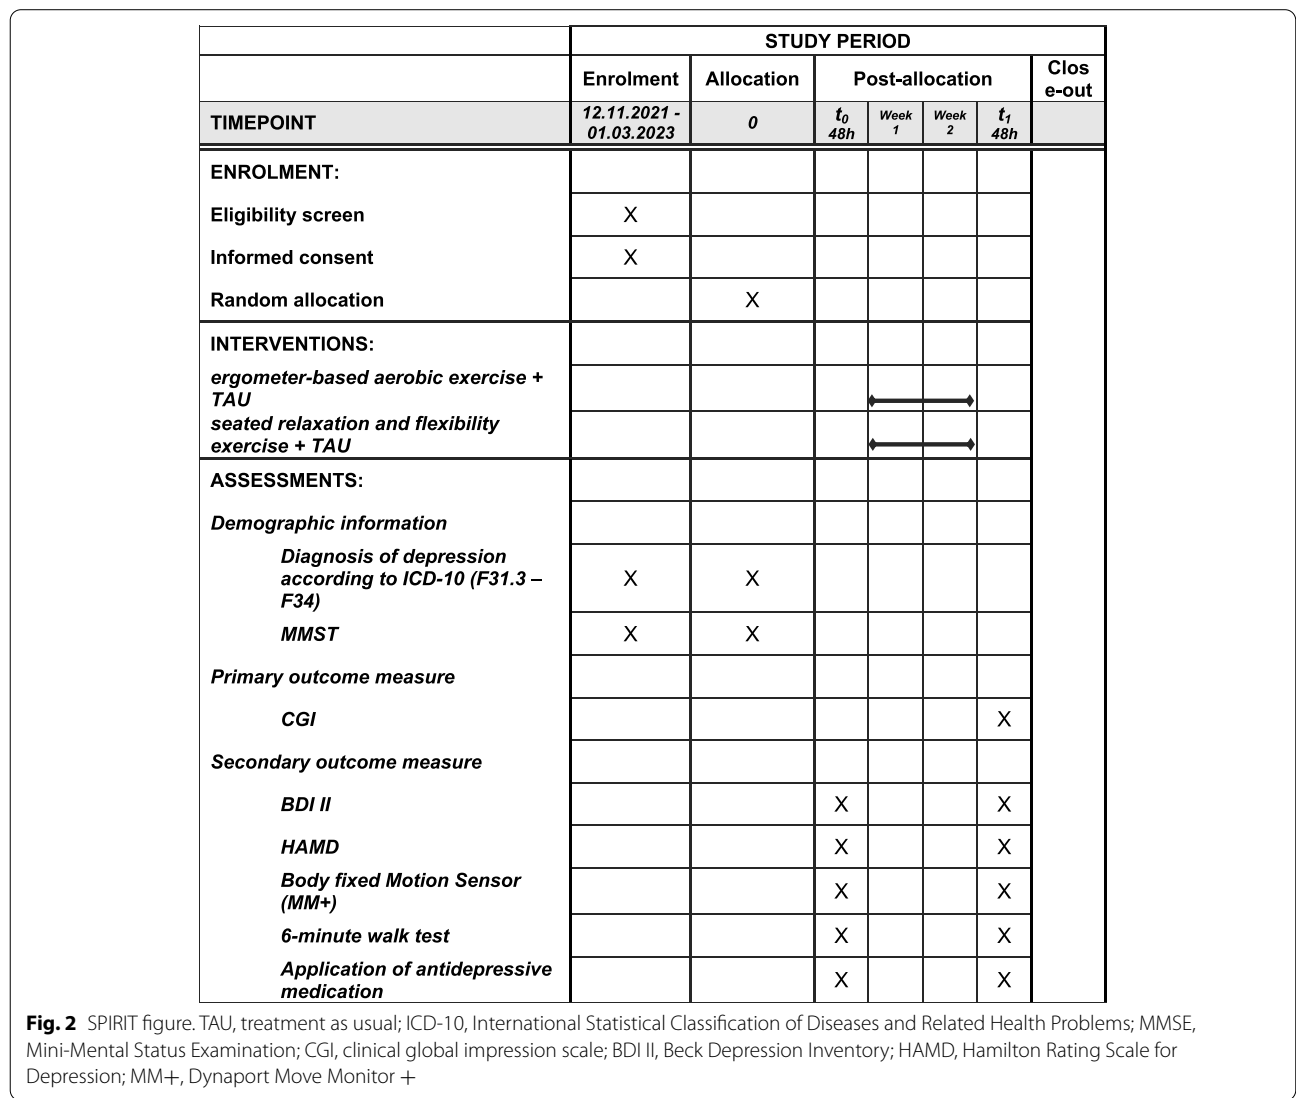 STUDY PERIOD
Enrolment Allocation Post-allocation Clos
e-out
TIMEPOINT 12.11.2021 - 01.03.2023 0 t0 48h Week 1 Week 2 t1 48h
ENROLMENT:
Eligibility screen X
Informed consent X
Random allocation X
INTERVENTIONS:
ergometer-based aerobic exercise +
TAU
seated relaxation and flexibility
exercise + TAU
ASSESSMENTS:
Demographic information
Diagnosis of depression
according to ICD-10 (F31.3 – X X
F34)
MMST X X
Primary outcome measure
CGI X
Secondary outcome measure
BDI II X X
HAMD X X
Body fixed Motion Sensor
(MM+) X X
6-minute walk test X X
Application of antidepressive
medication X X
Fig. 2 SPIRIT figure. TAU, treatment as usual; ICD-10, International Statistical Classification of Diseases and Related Health Problems; MMSE,
Mini-Mental Status Examination; CGI, clinical global impression scale; BDI II, Beck Depression Inventory; HAMD, Hamilton Rating Scale for
Depression; MM+, Dynaport Move Monitor +